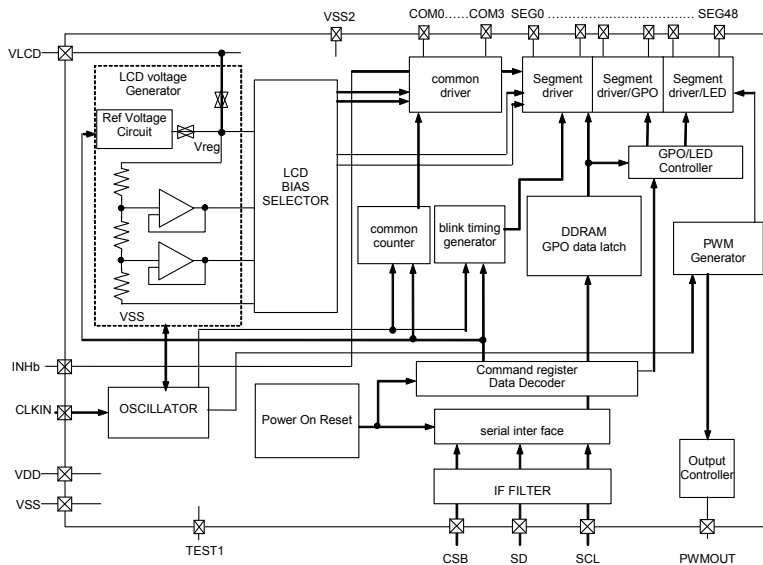 VSS2
COM0......COM3
SEG0 .......................... SEG48
VLCD
LCD voltage
Generator
Ref Voltage
Circuit
Vreg
VSS
LCD
BIAS
SELECTOR
common
driver
Segment
driver
Segment
driver/GPO
Segment
driver/LED
GPO/LED
Controller
common
counter
blink timing
generator
DDRAM
GPO data latch
PWM
Generator
INHb
Command register
Data Decoder
CLKIN
OSCILLATOR
Power On Reset
serial inter face
Output
Controller
VDD
IF FILTER
VSS
TEST1
CSB
SD
SCL
PWMOUT